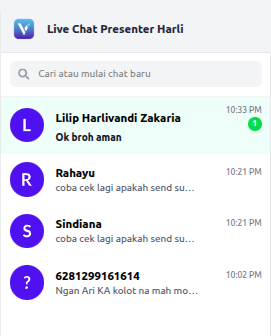 Live Chat Presenter Harli
Cari atau mulai chat baru
L
Lilip Harlivandi Zakaria
10:33 PM
Ok broh aman
1
R
Rahayu
10:21 PM
coba cek lagi apakah send su...
S
Sindiana
10:21 PM
coba cek lagi apakah send su...
?
6281299161614
10:02 PM
Ngan Ari KA kolot na mah mo...